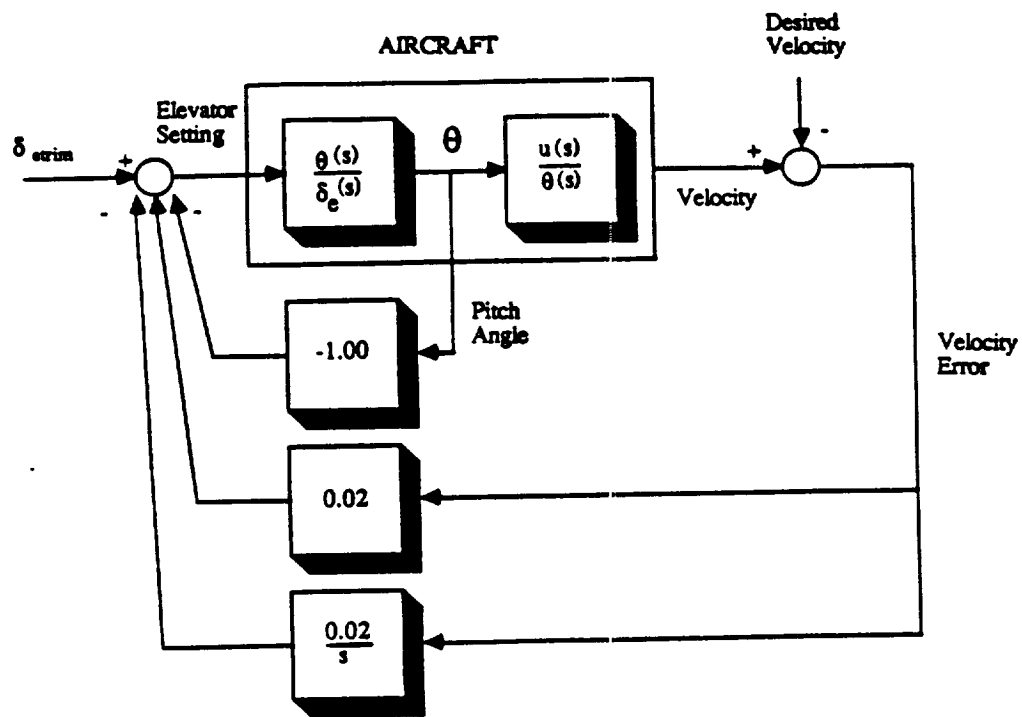 AIRCRAFT
Desired
Velocity
-
Elevator
Setting
δ etrim
+
-
-
θ(s)
δe(s)
θ
u(s)
θ(s)
+
Velocity
-1.00
Pitch
Angle
Velocity
Error
0.02
0.02
s